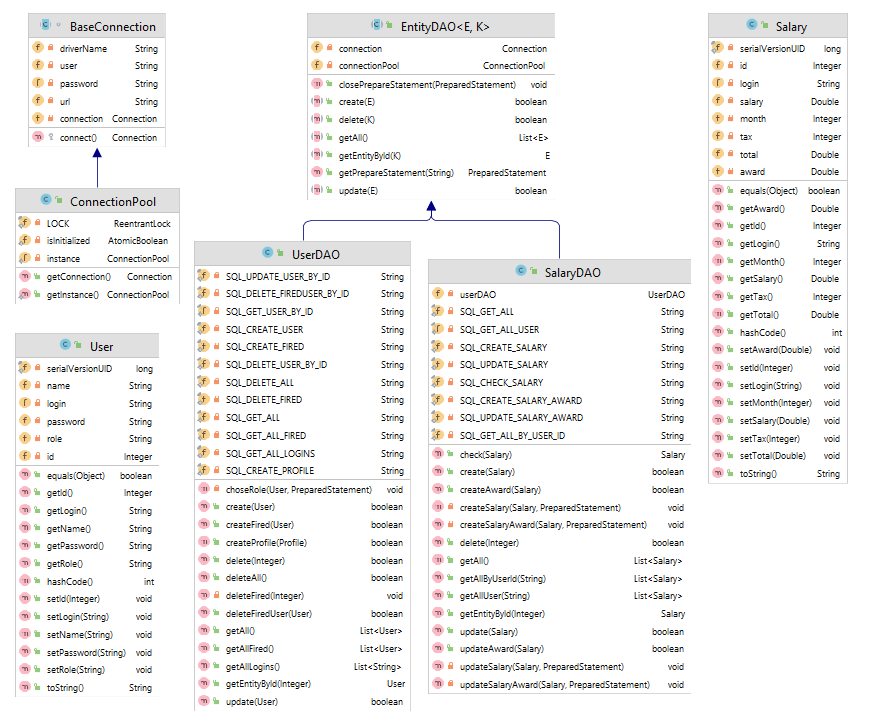 BaseConnection
driverName String
user String
password String
url String
connection Connection
connect() Connection
ConnectionPool
LOCK ReentrantLock
isInitialized AtomicBoolean
instance ConnectionPool
getConnection() Connection
getInstance() ConnectionPool
User
serialVersionUID long
name String
login String
password String
role String
id Integer
equals(Object) boolean
getId() Integer
getLogin() String
getName() String
getPassword() String
getRole() String
hashCode() int
setId(Integer) void
setLogin(String) void
setName(String) void
setPassword(String) void
setRole(String) void
toString() String
EntityDAO<E, K>
connection Connection
connectionPool ConnectionPool
closePrepareStatement(PreparedStatement) void
create(E) boolean
delete(K) boolean
getAll() List<E>
getEntityById(K) E
getPrepareStatement(String) PreparedStatement
update(E) boolean
UserDAO
SQL_UPDATE_USER_BY_ID String
SQL_DELETE_FIREDUSER_BY_ID String
SQL_GET_USER_BY_ID String
SQL_CREATE_USER String
SQL_CREATE_FIRED String
SQL_DELETE_USER_BY_ID String
SQL_DELETE_ALL String
SQL_DELETE_FIRED String
SQL_GET_ALL String
SQL_GET_ALL_FIRED String
SQL_GET_ALL_LOGINS String
SQL_CREATE_PROFILE String
choseRole(User, PreparedStatement) void
create(User) boolean
createFired(User) boolean
createProfile(Profile) boolean
delete(Integer) boolean
deleteAll() boolean
deleteFired(Integer) void
deleteFiredUser(User) boolean
getAll() List<User>
getAllFired() List<User>
getAllLogins() List<String>
getEntityById(Integer) User
update(User) boolean
SalaryDAO
userDAO UserDAO
SQL_GET_ALL String
SQL_GET_ALL_USER String
SQL_CREATE_SALARY String
SQL_UPDATE_SALARY String
SQL_CHECK_SALARY String
SQL_CREATE_SALARY_AWARD String
SQL_UPDATE_SALARY_AWARD String
SQL_GET_ALL_BY_USER_ID String
check(Salary) Salary
create(Salary) boolean
createAward(Salary) boolean
createSalary(Salary, PreparedStatement) void
createSalaryAward(Salary, PreparedStatement) void
delete(Integer) boolean
getAll() List<Salary>
getAllByUserId(String) List<Salary>
getAllUser(String) List<Salary>
getEntityById(Integer) Salary
update(Salary) boolean
updateAward(Salary) boolean
updateSalary(Salary, PreparedStatement) void
updateSalaryAward(Salary, PreparedStatement) void
Salary
serialVersionUID long
id Integer
login String
salary Double
month Integer
tax Integer
total Double
award Double
equals(Object) boolean
getAward() Double
getId() Integer
getLogin() String
getMonth() Integer
getSalary() Double
getTax() Integer
getTotal() Double
hashCode() int
setAward(Double) void
setId(Integer) void
setLogin(String) void
setMonth(Integer) void
setSalary(Double) void
setTax(Integer) void
setTotal(Double) void
toString() String